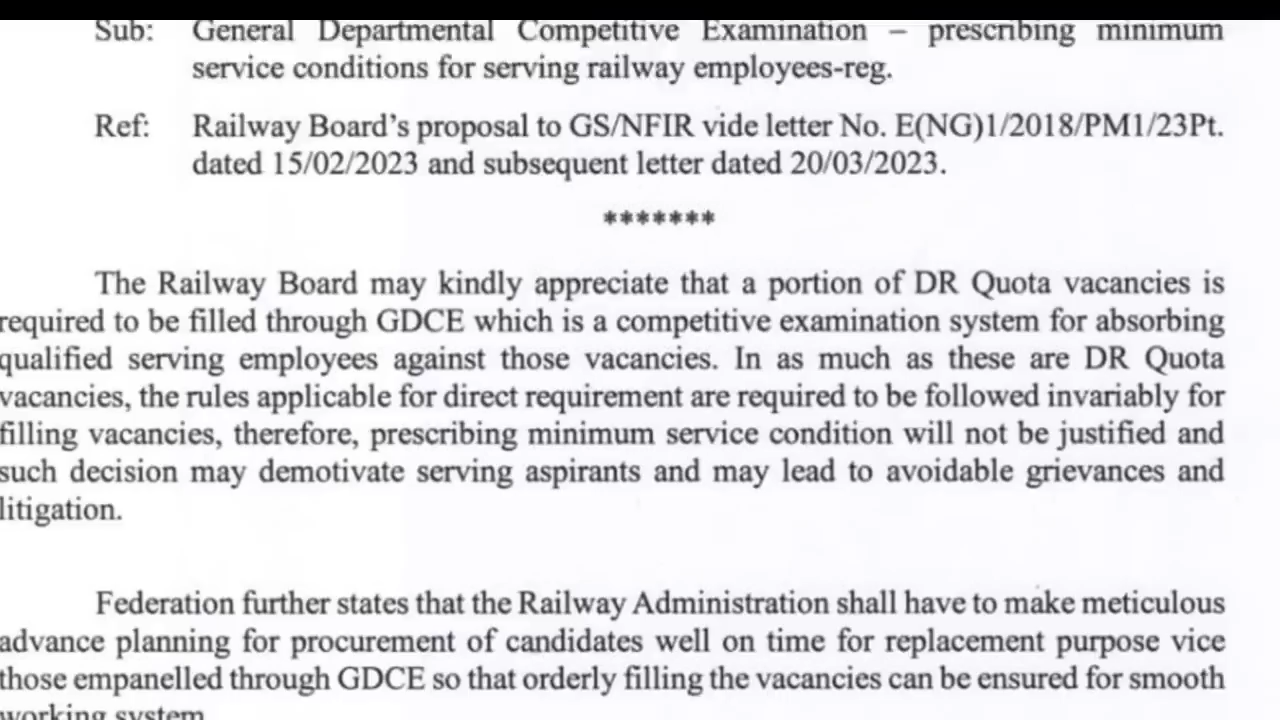 Sub: General Departmental Competitive Examination – prescribing minimum
service conditions for serving railway employees-reg.
Ref: Railway Board's proposal to GS/NFIR vide letter No. E(NG)1/2018/PM1/23Pt.
dated 15/02/2023 and subsequent letter dated 20/03/2023.
*******
The Railway Board may kindly appreciate that a portion of DR Quota vacancies is
required to be filled through GDCE which is a competitive examination system for absorbing
qualified serving employees against those vacancies. In as much as these are DR Quota
vacancies, the rules applicable for direct requirement are required to be followed invariably for
filling vacancies, therefore, prescribing minimum service condition will not be justified and
such decision may demotivate serving aspirants and may lead to avoidable grievances and
litigation.
Federation further states that the Railway Administration shall have to make meticulous
advance planning for procurement of candidates well on time for replacement purpose vice
those empanelled through GDCE so that orderly filling the vacancies can be ensured for smooth
working system.